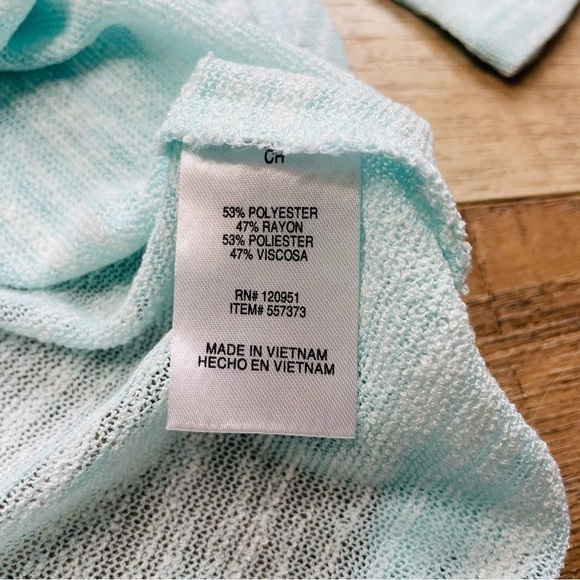 CH
53% POLYESTER
47% RAYON
53% POLIESTER
47% VISCOSA
RN# 120951
ITEM# 557373
MADE IN VIETNAM
HECHO EN VIETNAM